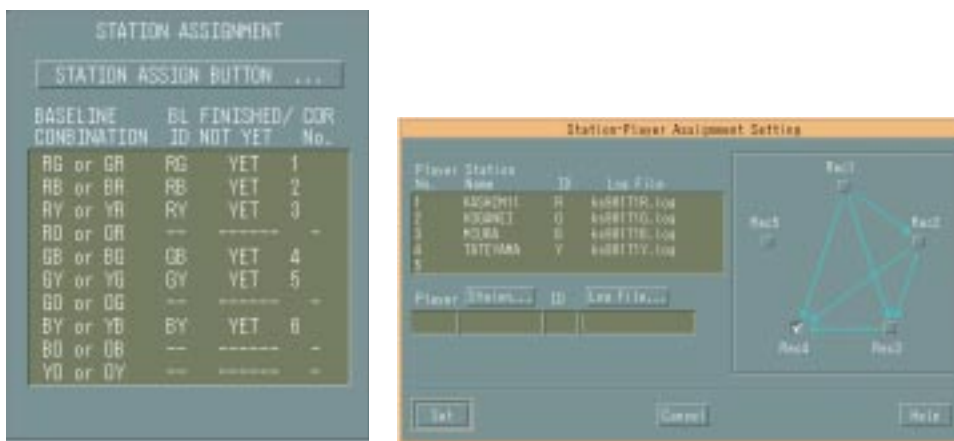 STATION ASSIGNMENT
STATION ASSIGN BUTTON ...
BASELINE COMBINATION BL ID FINISHED/ NOT YET COR No.
RG or GR RG YET 1
RB or BR RB YET 2
RY or YR RY YET 3
RO or OR -- ------ -
GB or BG GB YET 4
GY or YG GY YET 5
GO or OG -- ------ -
BY or YB BY YET 6
BO or OB -- ------ -
YO or OY -- ------ -
Station-Player Assignment Setting
Player No. Station Name ID Log File
1 R
2 KOGANEI G
3 MIURA B
4 TATEYAMA Y
5
Player ID Log File...
Rec1
Rec2
Rec5
Rec4
Rec3
Set
Cancel
Help